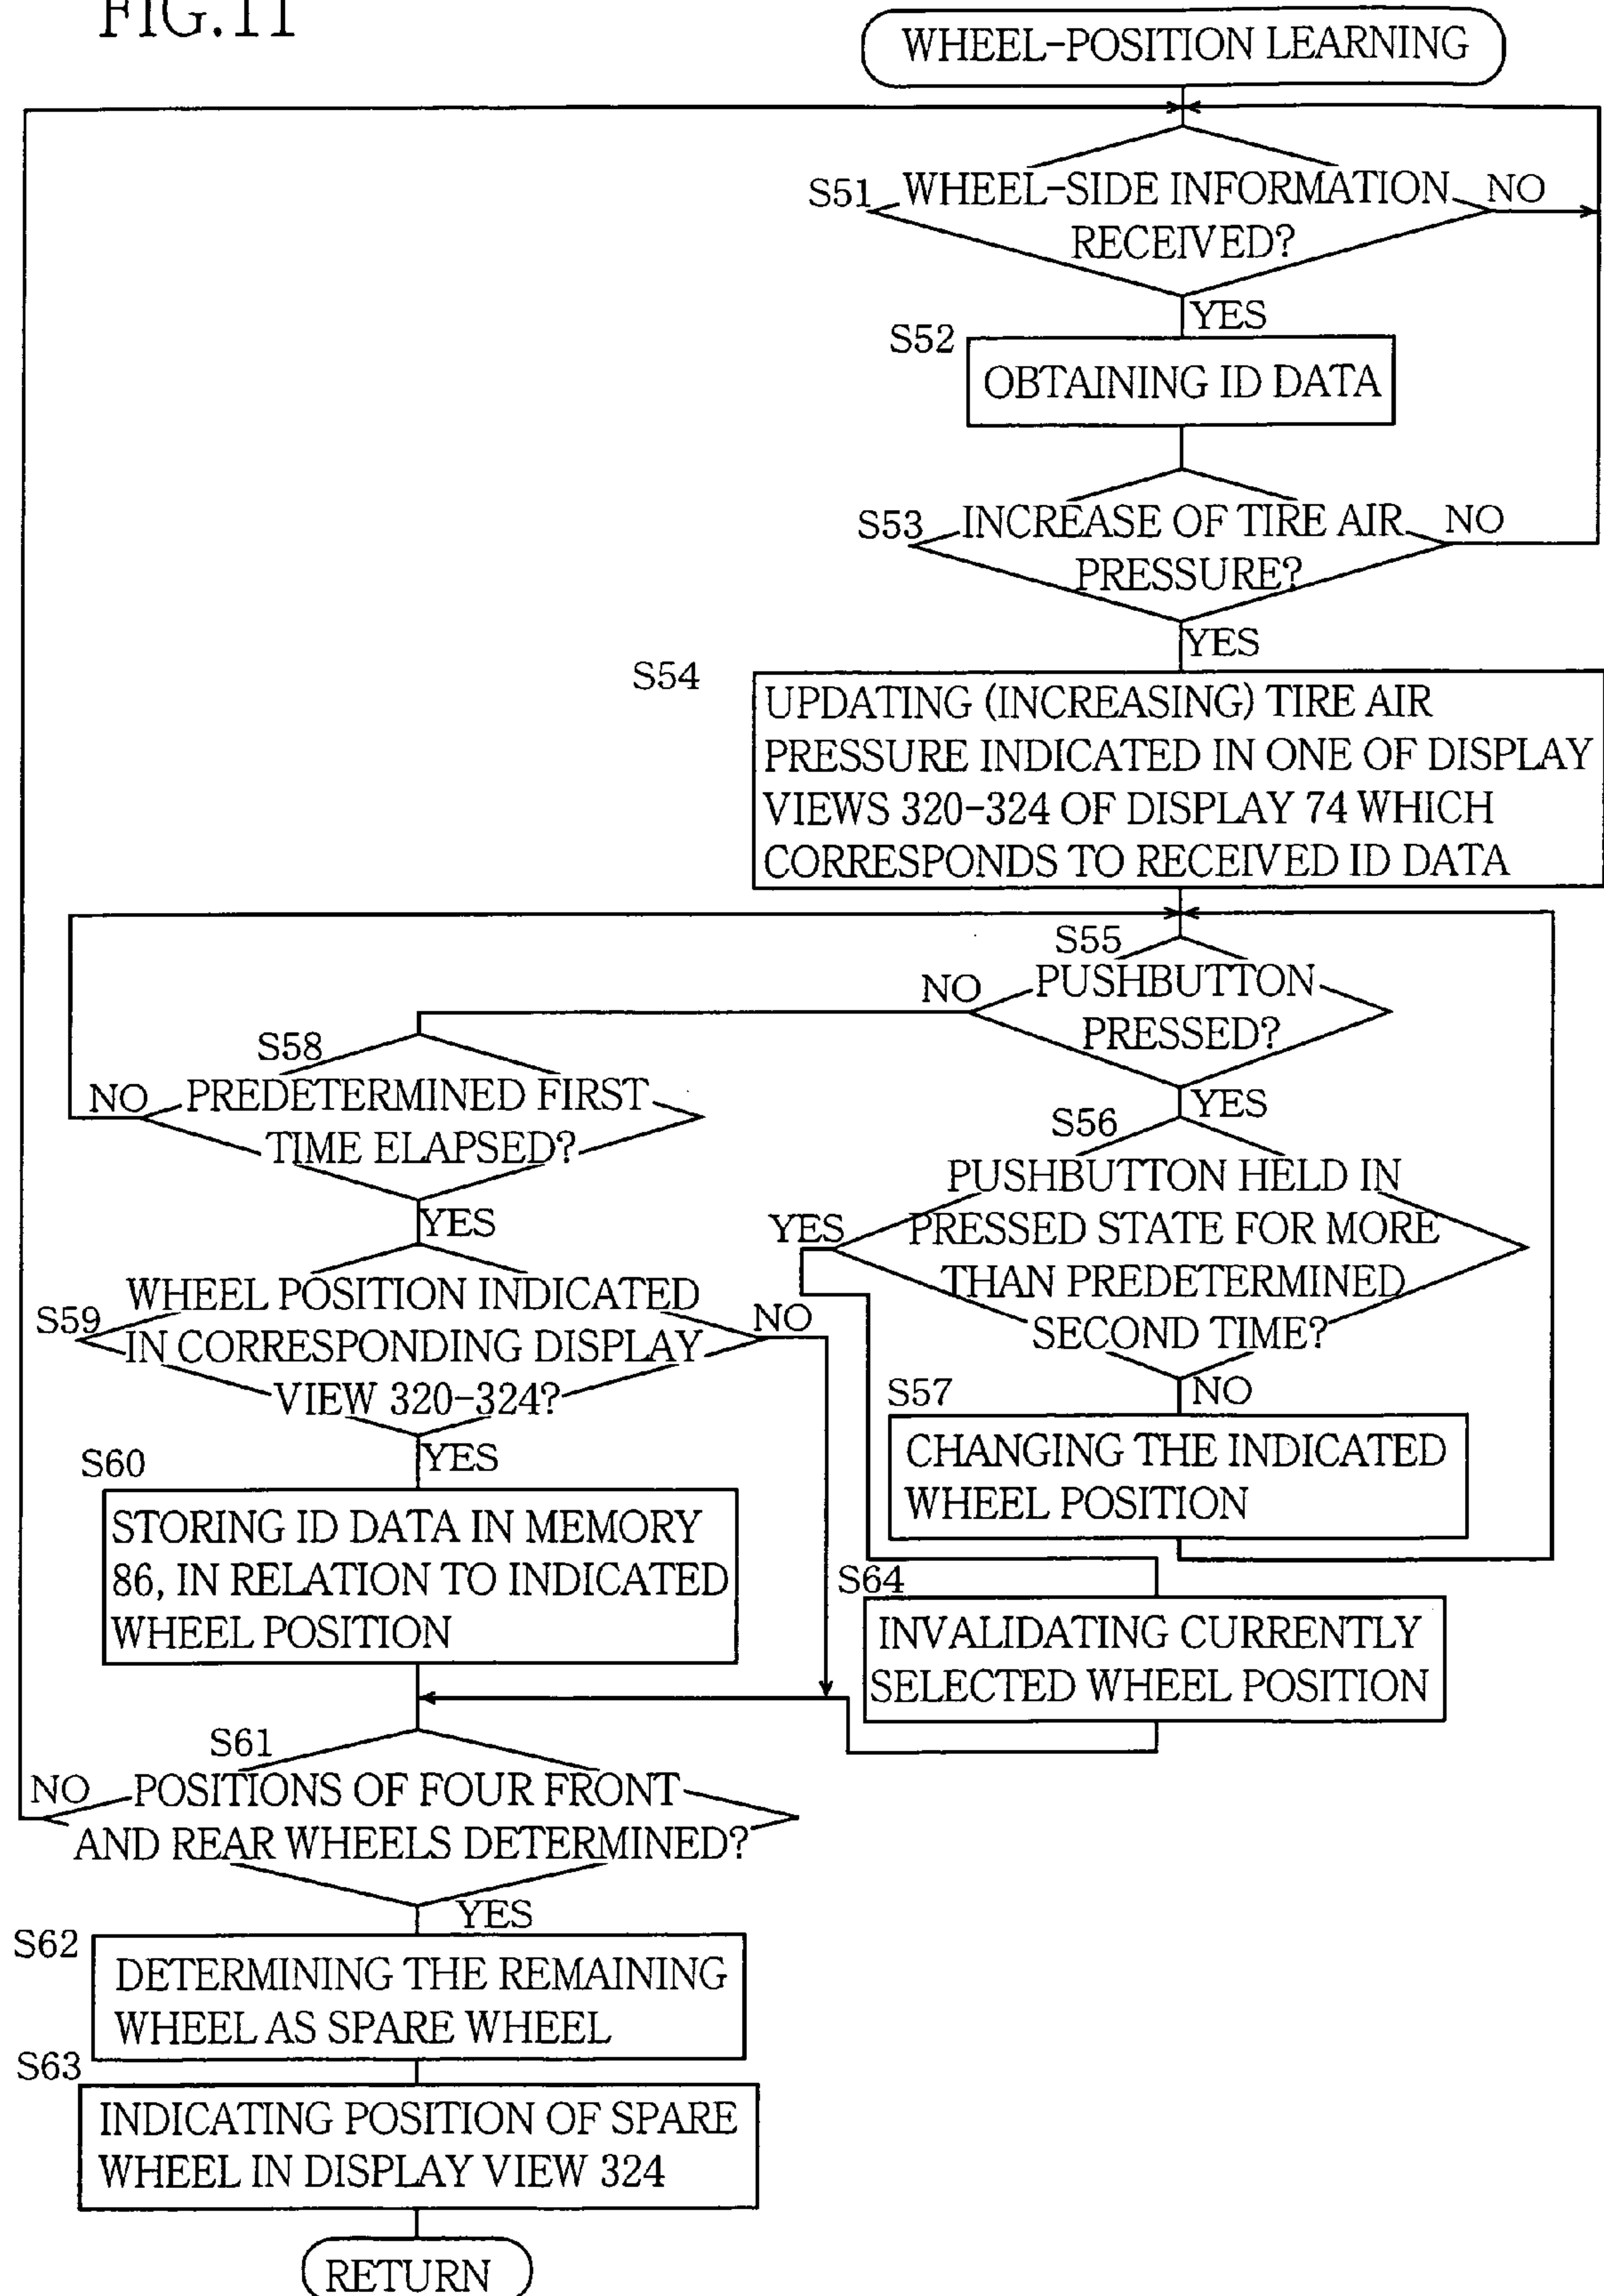 FIG.11
WHEEL-POSITION LEARNING
S51
WHEEL-SIDE INFORMATION
RECEIVED?
NO
YES
S52
OBTAINING ID DATA
S53
INCREASE OF TIRE AIR
PRESSURE?
NO
YES
S54
UPDATING (INCREASING) TIRE AIR
PRESSURE INDICATED IN ONE OF DISPLAY
VIEWS 320-324 OF DISPLAY 74 WHICH
CORRESPONDS TO RECEIVED ID DATA
S55
PUSHBUTTON
PRESSED?
NO
YES
S58
PREDETERMINED FIRST
TIME ELAPSED?
NO
YES
S56
PUSHBUTTON HELD IN
PRESSED STATE FOR MORE
THAN PREDETERMINED
SECOND TIME?
YES
NO
S59
WHEEL POSITION INDICATED
IN CORRESPONDING DISPLAY
VIEW 320-324?
NO
YES
S57
CHANGING THE INDICATED
WHEEL POSITION
S60
STORING ID DATA IN MEMORY
86, IN RELATION TO INDICATED
WHEEL POSITION
S64
INVALIDATING CURRENTLY
SELECTED WHEEL POSITION
S61
POSITIONS OF FOUR FRONT
AND REAR WHEELS DETERMINED?
NO
YES
S62
DETERMINING THE REMAINING
WHEEL AS SPARE WHEEL
S63
INDICATING POSITION OF SPARE
WHEEL IN DISPLAY VIEW 324
RETURN